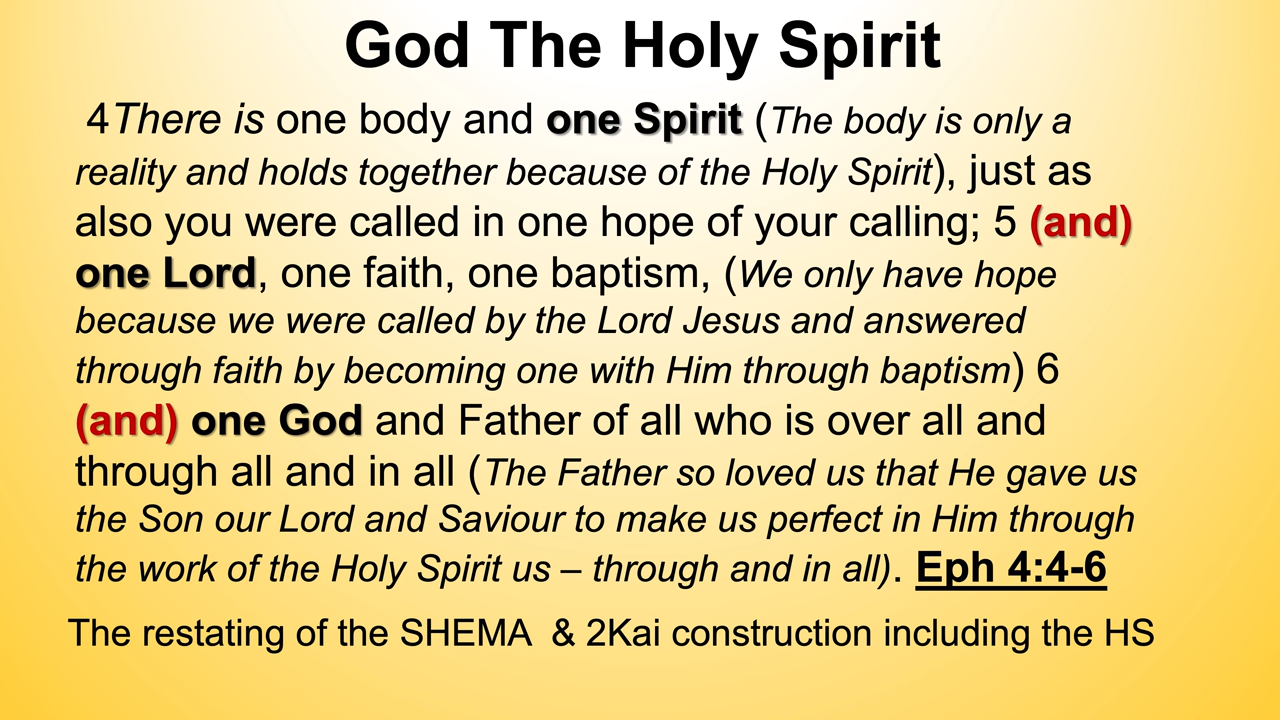 God The Holy Spirit
4There is one body and one Spirit (The body is only a
reality and holds together because of the Holy Spirit), just as
also you were called in one hope of your calling; 5 (and)
one Lord, one faith, one baptism, (We only have hope
because we were called by the Lord Jesus and answered
through faith by becoming one with Him through baptism) 6
(and) one God and Father of all who is over all and
through all and in all (The Father so loved us that He gave us
the Son our Lord and Saviour to make us perfect in Him through
the work of the Holy Spirit us – through and in all). Eph 4:4-6
The restating of the SHEMA & 2Kai construction including the HS